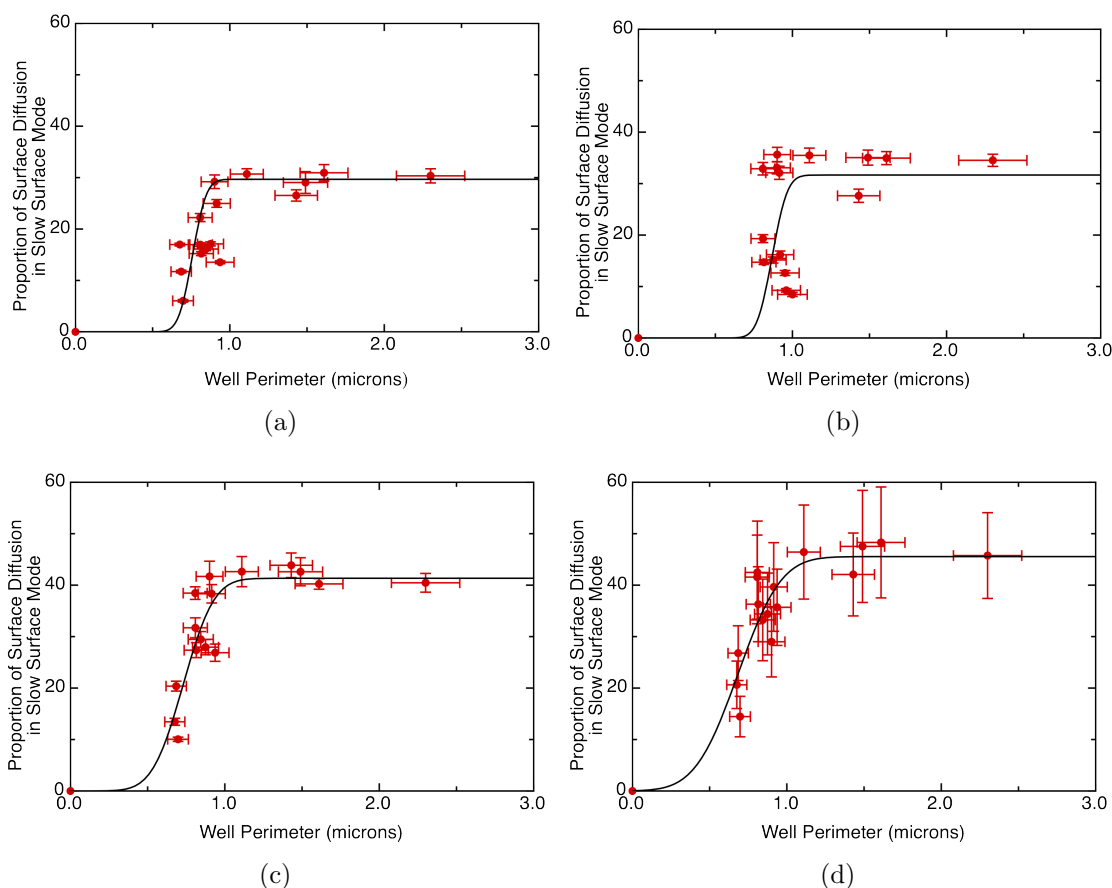 60
40
20
0
0.0 1.0 2.0 3.0
Proportion of Surface Diffusion
in Slow Surface Mode
Well Perimeter (microns)
(a)
60
40
20
0
0.0 1.0 2.0 3.0
Proportion of Surface Diffusion
in Slow Surface Mode
Well Perimeter (microns)
(b)
60
40
20
0
0.0 1.0 2.0 3.0
Proportion of Surface Diffusion
in Slow Surface Mode
Well Perimeter (microns)
(c)
60
40
20
0
0.0 1.0 2.0 3.0
Proportion of Surface Diffusion
in Slow Surface Mode
Well Perimeter (microns)
(d)